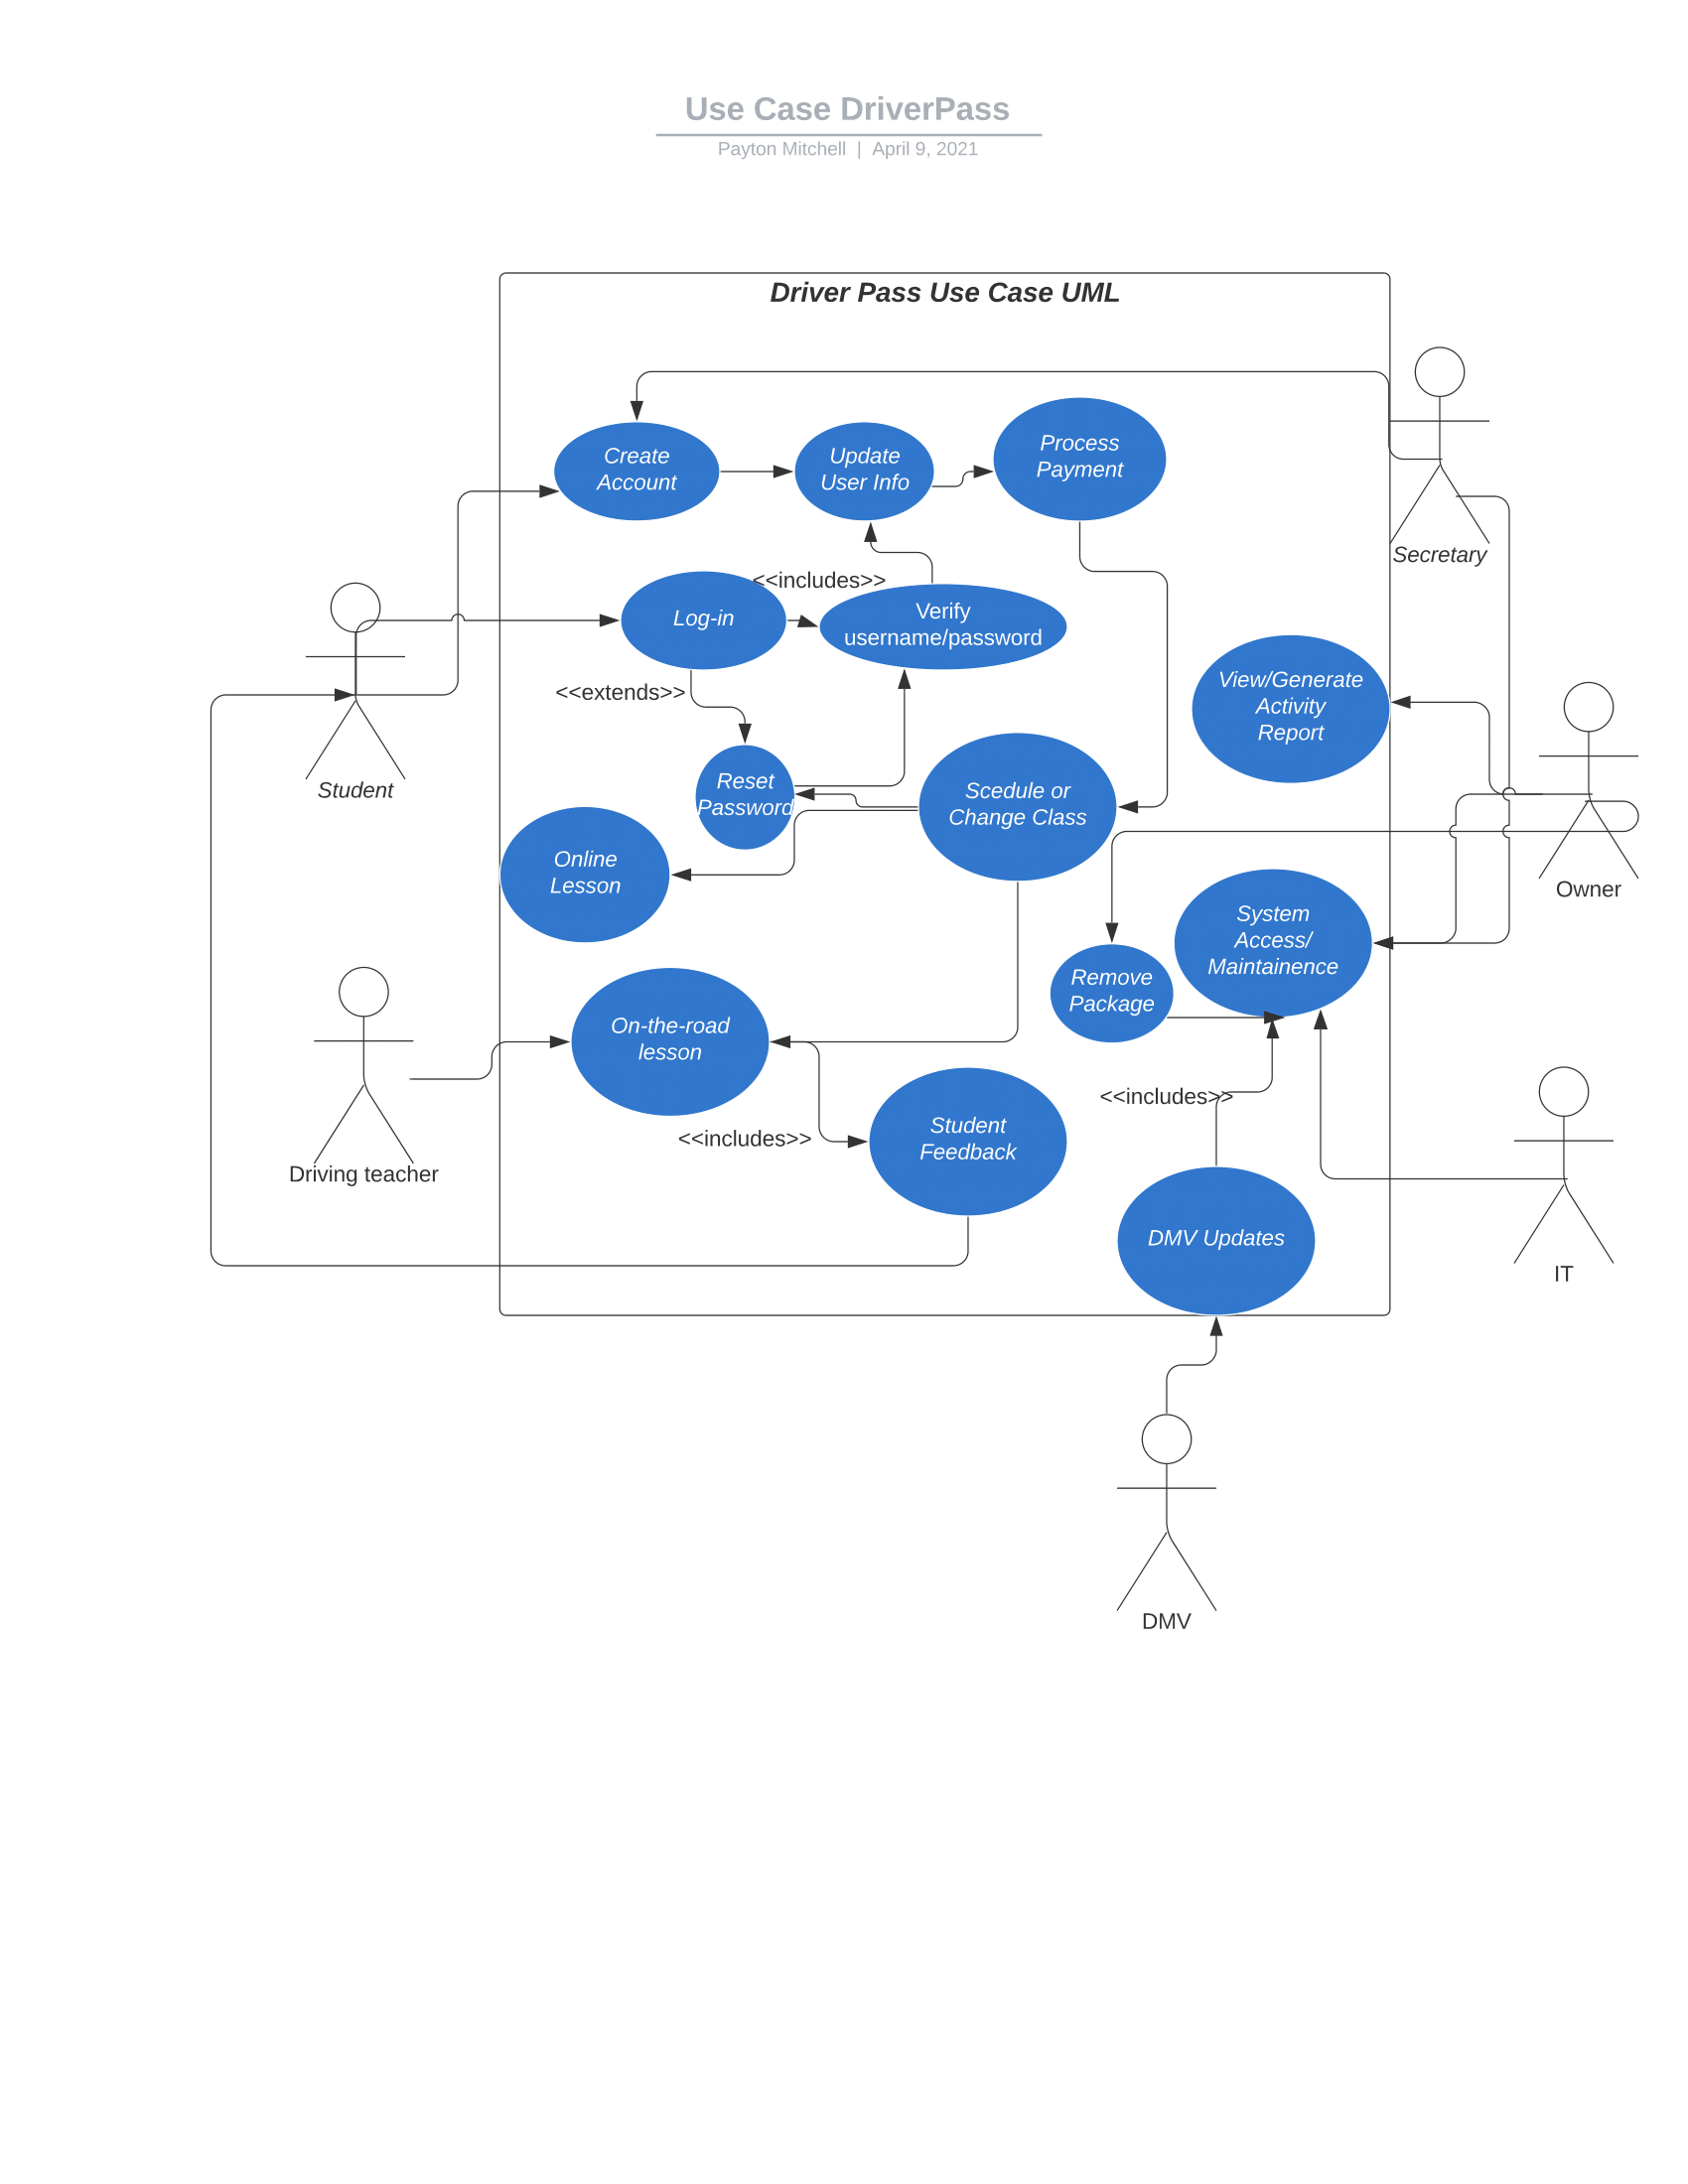 Use Case DriverPass
Payton Mitchell | April 9, 2021
Driver Pass Use Case UML
Create
Account
Update
User Info
Process
Payment
Secretary
<<includes>>
Log-in
Verify
username/password
<<extends>>
View/Generate
Activity
Report
Student
Reset
Password
Scedule or
Change Class
Online
Lesson
Owner
System
Access/
Maintainence
Remove
Package
On-the-road
lesson
<<includes>>
Student
Feedback
<<includes>>
Driving teacher
DMV Updates
IT
DMV